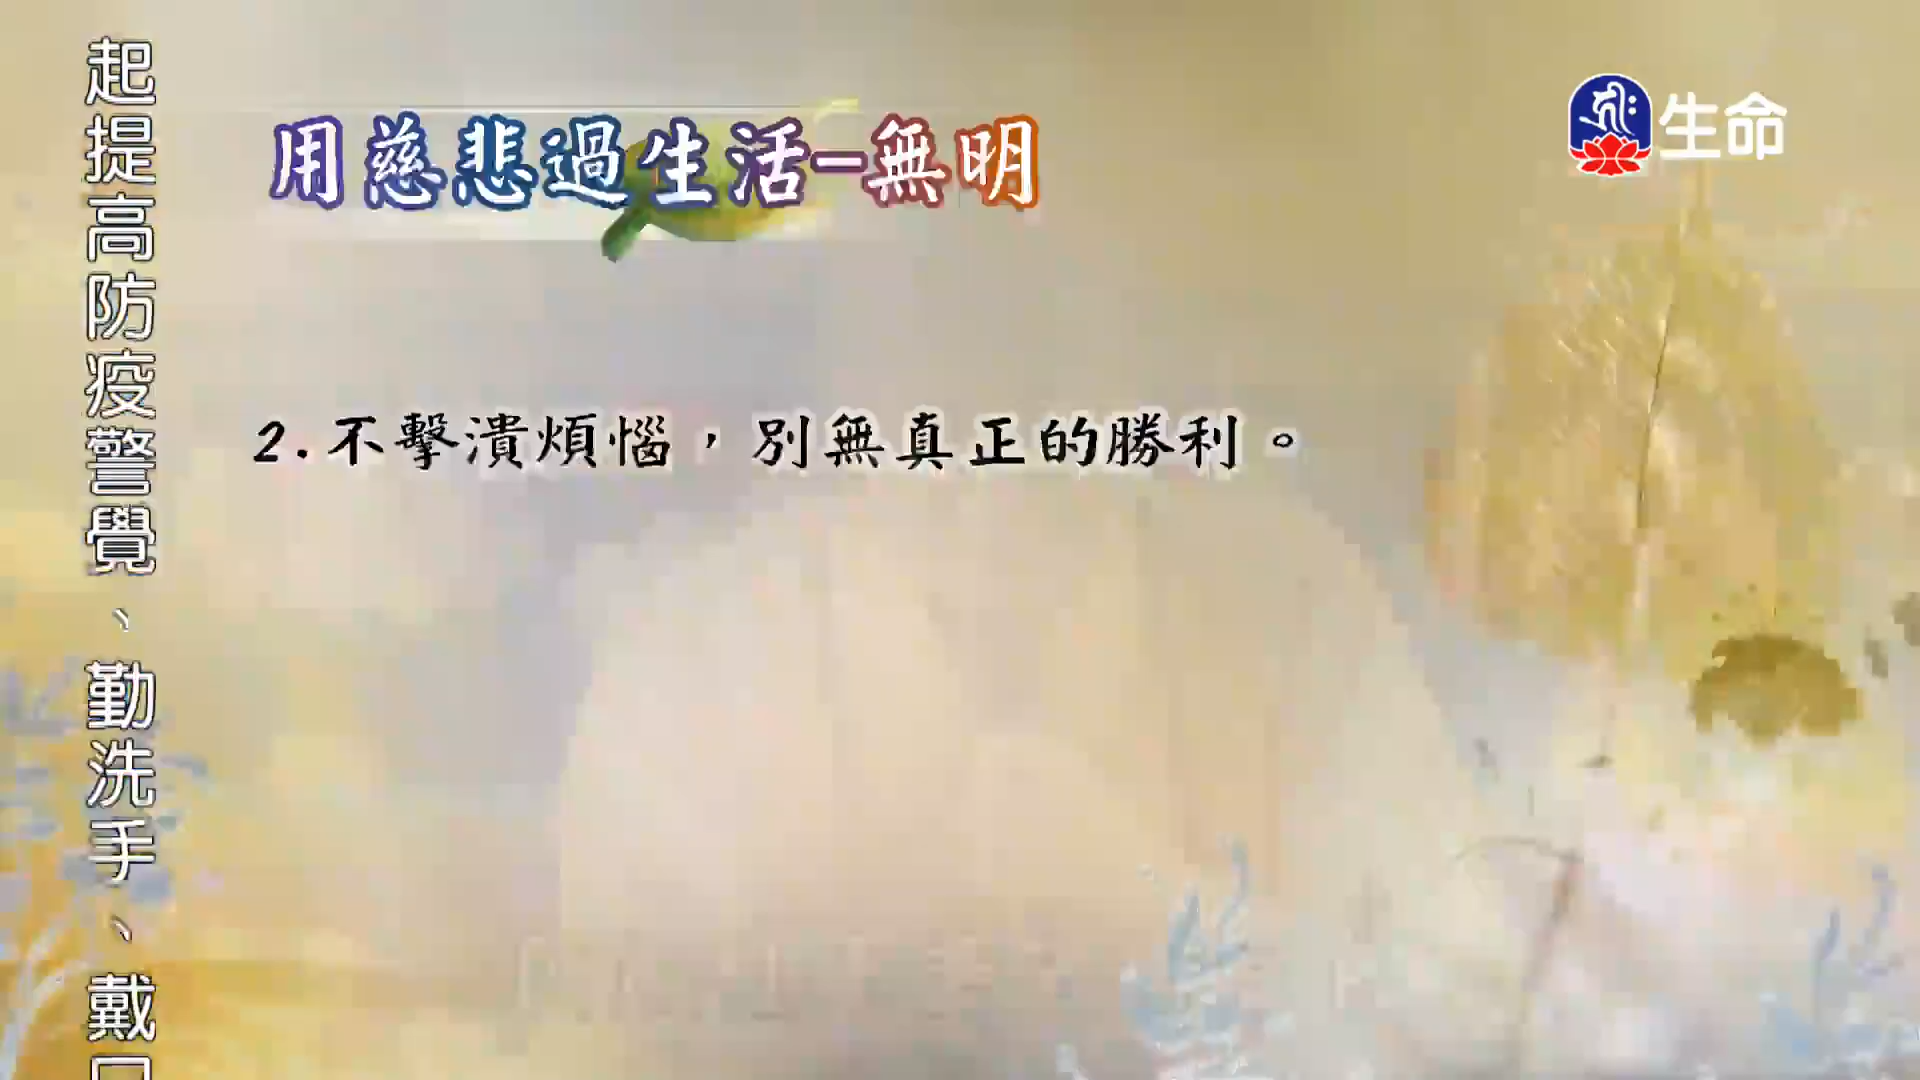 用慈悲過生活-無明
生命
2.不擊潰煩惱，別無真正的勝利。
起提高防疫警覺、勤洗手、戴